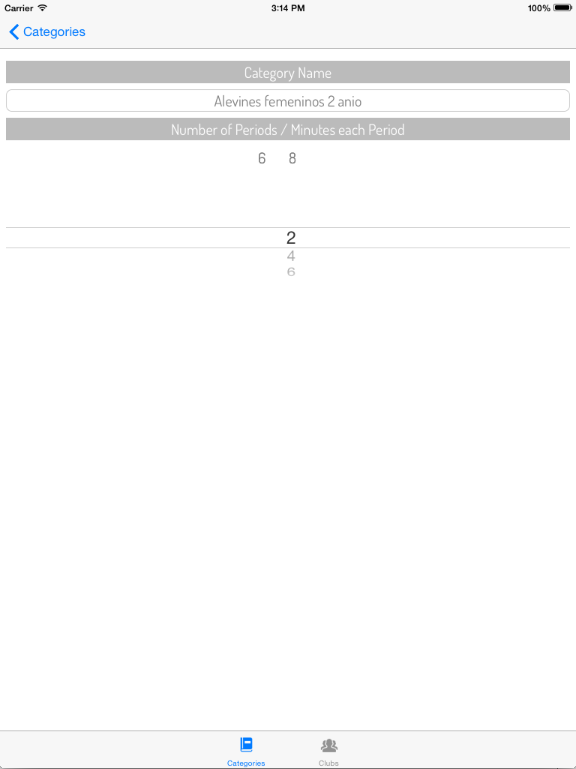 Carrier 3:14 PM 100%
Categories
Category Name
Alevines femeninos 2 anio
Number of Periods / Minutes each Period
6 8
2
4
6
Categories Clubs